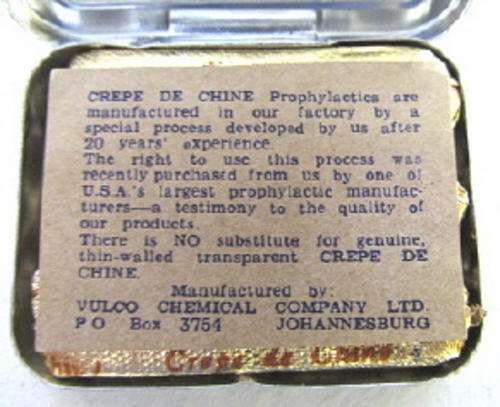 CREPE DE CHINE Prophylactics are
manufactured in our factory by a
special process developed by us after
20 years' experience.
The right to use this process was
recently purchased from us by one of
U.S.A.'s largest prophylactic manufac-
turers—a testimony to the quality of
our products.
There is NO substitute for genuine,
thin-walled transparent CREPE DE
CHINE.
Manufactured by:
VULCO CHEMICAL COMPANY LTD.
P O Box 3754 JOHANNESBURG
Crepe de Chine